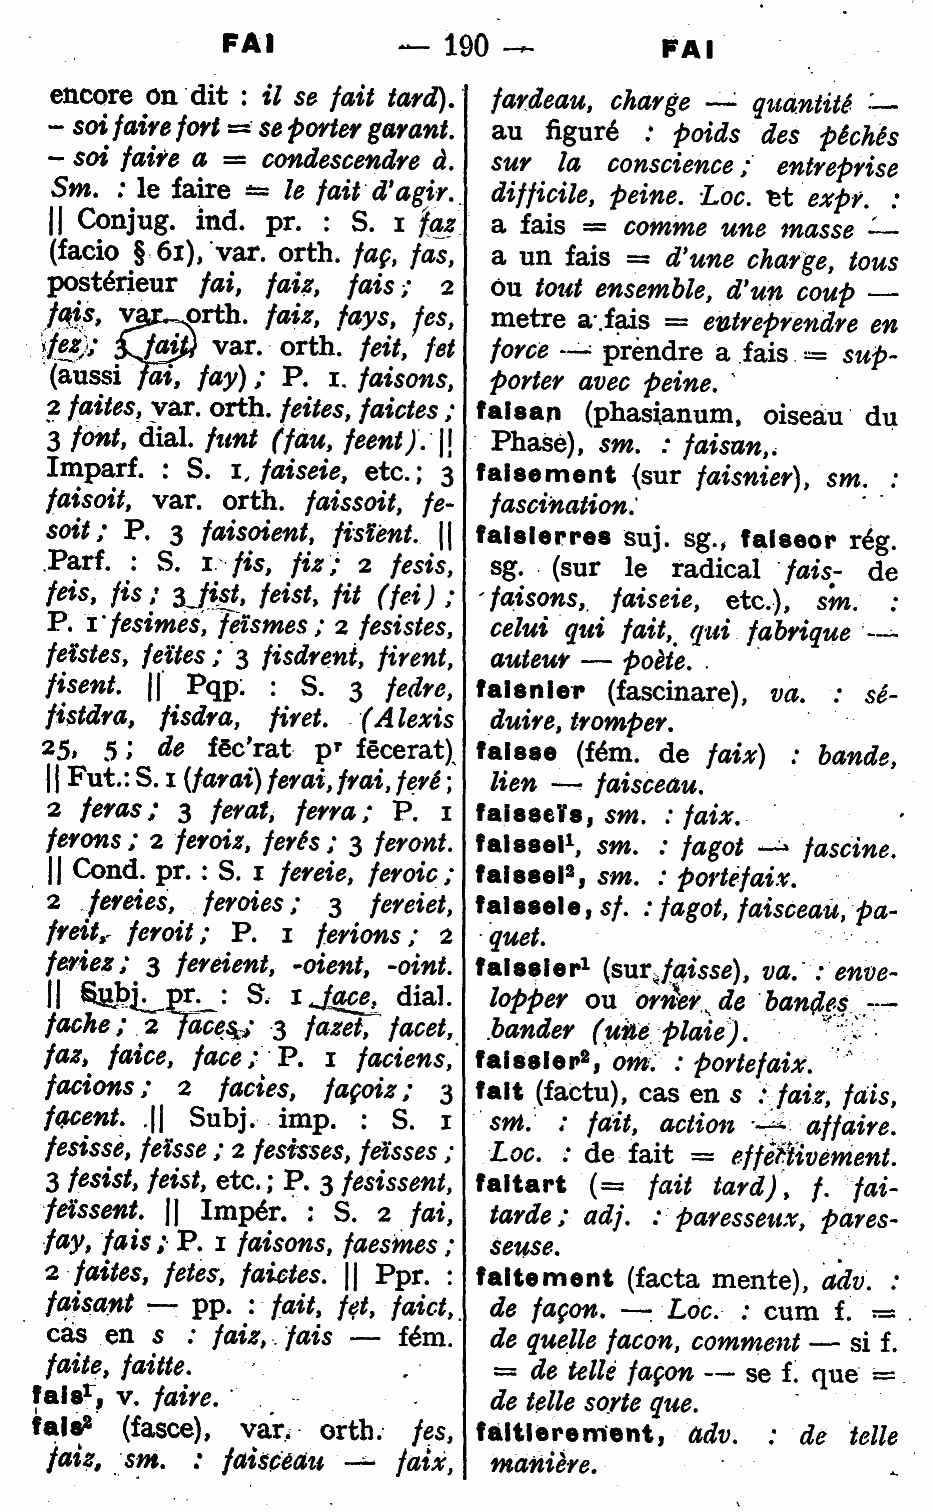 FAI — 190 — FAI
encore on dit : il se fait tard).
– soi faire fort = se porter garant.
– soi faire a = condescendre à.
Sm. : le faire = le fait d'agir.
|| Conjug. ind. pr. : S. 1 faz
(facio § 61), var. orth. faç, fas,
postérieur fai, faiz, fais ; 2
fais, var. orth. faiz, fays, fes,
fez); 3 fait) var. orth. feit, fet
(aussi fai, fay) ; P. 1. faisons,
2 faites, var. orth. feites, faictes ;
3 font, dial. funt (fau, feent). ||
Imparf. : S. 1, faiseie, etc.; 3
faisoit, var. orth. faissoit, fe-
soit ; P. 3 faisoient, fisïent. ||
Parf. : S. 1. fis, fiz ; 2 fesis,
feis, fis ; 3 fist, feist, fit (fei) ;
P. 1 fesimes, feïsmes ; 2 fesistes,
feïstes, feïtes ; 3 fisdrent, firent,
fisent. || Pqp. : S. 3 fedre,
fistdra, fisdra, firet. (Alexis
25, 5 ; de fēc'rat pr fēcerat)
|| Fut.: S. 1 (farai) ferai, frai, feré ;
2 feras ; 3 ferat, ferra ; P. 1
ferons ; 2 feroiz, ferés ; 3 feront.
|| Cond. pr. : S. 1 fereie, feroic ;
2 fereies, feroies ; 3 fereiet,
freit, feroit ; P. 1 ferions ; 2
feriez ; 3 fereient, -oient, -oint.
|| Subj. pr. : S. 1 face, dial.
fache ; 2 faces, ; 3 fazet, facet,
faz, faice, face ; P. 1 faciens,
facions ; 2 facies, façoiz ; 3
facent. || Subj. imp. : S. 1
fesisse, feïsse ; 2 fesisses, feïsses ;
3 fesist, feist, etc.; P. 3 fesissent,
feïssent. || Impér. : S. 2 fai,
fay, fais ; P. 1 faisons, faesmes ;
2 faites, fetes, faictes. || Ppr. :
faisant — pp. : fait, fet, faict,
cas en s : faiz, fais — fém.
faite, faitte.
fais¹, v. faire.
fais² (fasce), var. orth. fes,
faiz, sm. : faisceau — faix,
fardeau, charge — quantité —
au figuré : poids des péchés
sur la conscience ; entreprise
difficile, peine. Loc. et expr. :
a fais = comme une masse —
a un fais = d'une charge, tous
ou tout ensemble, d'un coup —
metre a fais = entreprendre en
force — prendre a fais = sup-
porter avec peine.
faisan (phasianum, oiseau du
Phase), sm. : faisan,.
faisement (sur faisnier), sm. :
fascination.
faisierres suj. sg., faiseor rég.
sg. (sur le radical fais- de
faisons, faiseie, etc.), sm. :
celui qui fait, qui fabrique —
auteur — poète.
faisnier (fascinare), va. : sé-
duire, tromper.
faisse (fém. de faix) : bande,
lien — faisceau.
faisseïs, sm. : faix.
faissel¹, sm. : fagot — fascine.
faissel², sm. : portefaix.
faissele, sf. : fagot, faisceau, pa-
quet.
faissier¹ (sur faisse), va. : enve-
lopper ou orner de bandes —
bander (une plaie).
faissier², om. : portefaix.
fait (factu), cas en s : faiz, fais,
sm. : fait, action — affaire.
Loc. : de fait = effectivement.
faitart (= fait tard), f. fai-
tarde ; adj. : paresseux, pares-
seuse.
faitement (facta mente), adv. :
de façon. — Loc. : cum f. =
de quelle facon, comment — si f.
= de telle façon — se f. que =
de telle sorte que.
faitierement, adv. : de telle
manière.